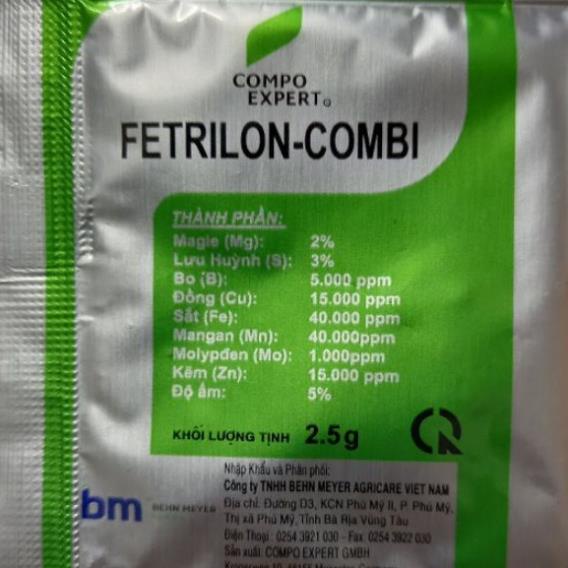 COMPO
EXPERT®
FETRILON-COMBI
THÀNH PHẦN:
Magie (Mg): 2%
Lưu Huỳnh (S): 3%
Bo (B): 5.000 ppm
Đồng (Cu): 15.000 ppm
Sắt (Fe): 40.000 ppm
Mangan (Mn): 40.000ppm
Molypđen (Mo): 1.000ppm
Kẽm (Zn): 15.000 ppm
Độ ẩm: 5%
KHỐI LƯỢNG TỊNH 2.5g
Nhập Khẩu và Phân phối:
Công ty TNHH BEHN MEYER AGRICARE VIET NAM
bm BEHN MEYER
Địa chỉ: Đường D3, KCN Phú Mỹ II, P. Phú Mỹ,
Thị xã Phú Mỹ, Tỉnh Bà Rịa Vũng Tàu
Điện Thoại : 0254 3921 030 - Fax: 0254 3922 030
Sản xuất: COMPO EXPERT GMBH